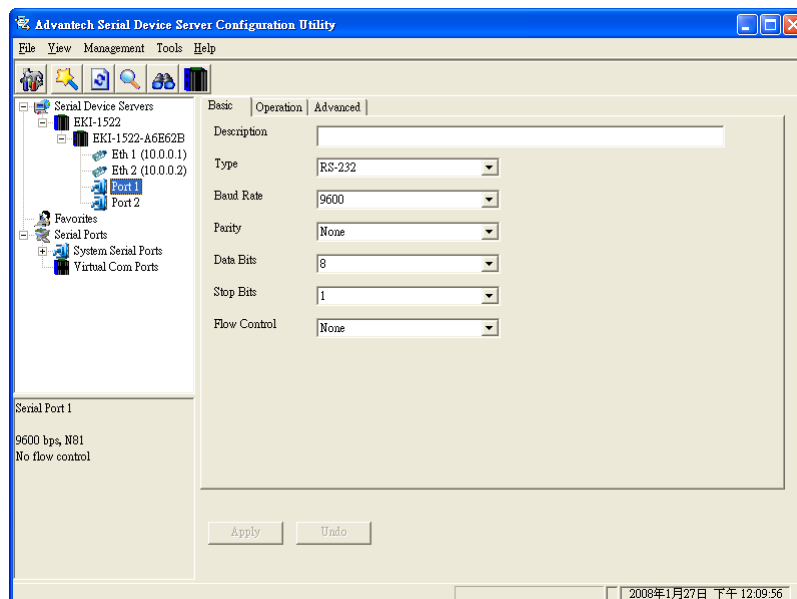 Advantech Serial Device Server Configuration Utility
File View Management Tools Help
Serial Device Servers
EKI-1522
EKI-1522-A6E62B
Eth 1 (10.0.0.1)
Eth 2 (10.0.0.2)
Port 1
Port 2
Favorites
Serial Ports
System Serial Ports
Virtual Com Ports
Serial Port 1
9600 bps, N81
No flow control
Basic Operation Advanced
Description
Type RS-232
Baud Rate 9600
Parity None
Data Bits 8
Stop Bits 1
Flow Control None
Apply Undo
2008年1月27日 下午 12:09:56